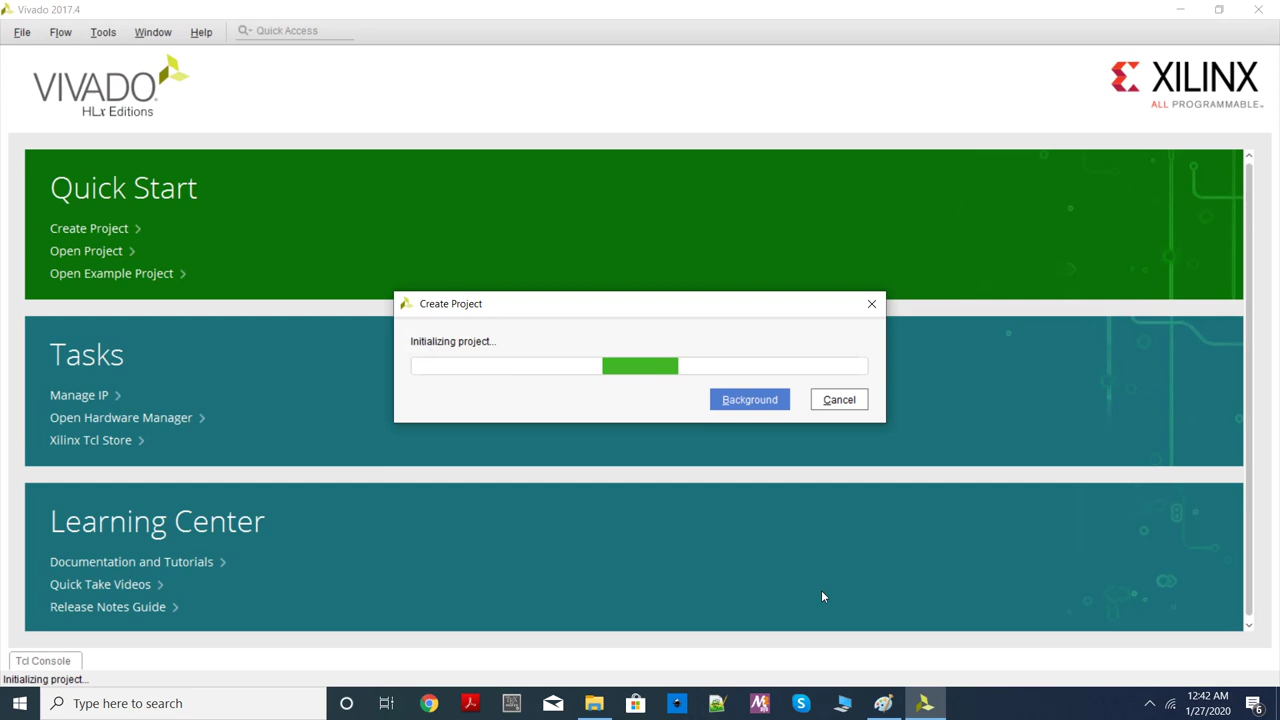 Vivado 2017.4
File Flow Tools Window Help Quick Access
VIVADO
HLx Editions
XILINX
ALL PROGRAMMABLE™
Quick Start
Create Project
Open Project
Open Example Project
Create Project
Initializing project...
Background Cancel
Tasks
Manage IP
Open Hardware Manager
Xilinx Tcl Store
Learning Center
Documentation and Tutorials
Quick Take Videos
Release Notes Guide
Tcl Console
Initializing project...
Type here to search
12:42 AM
1/27/2020
6